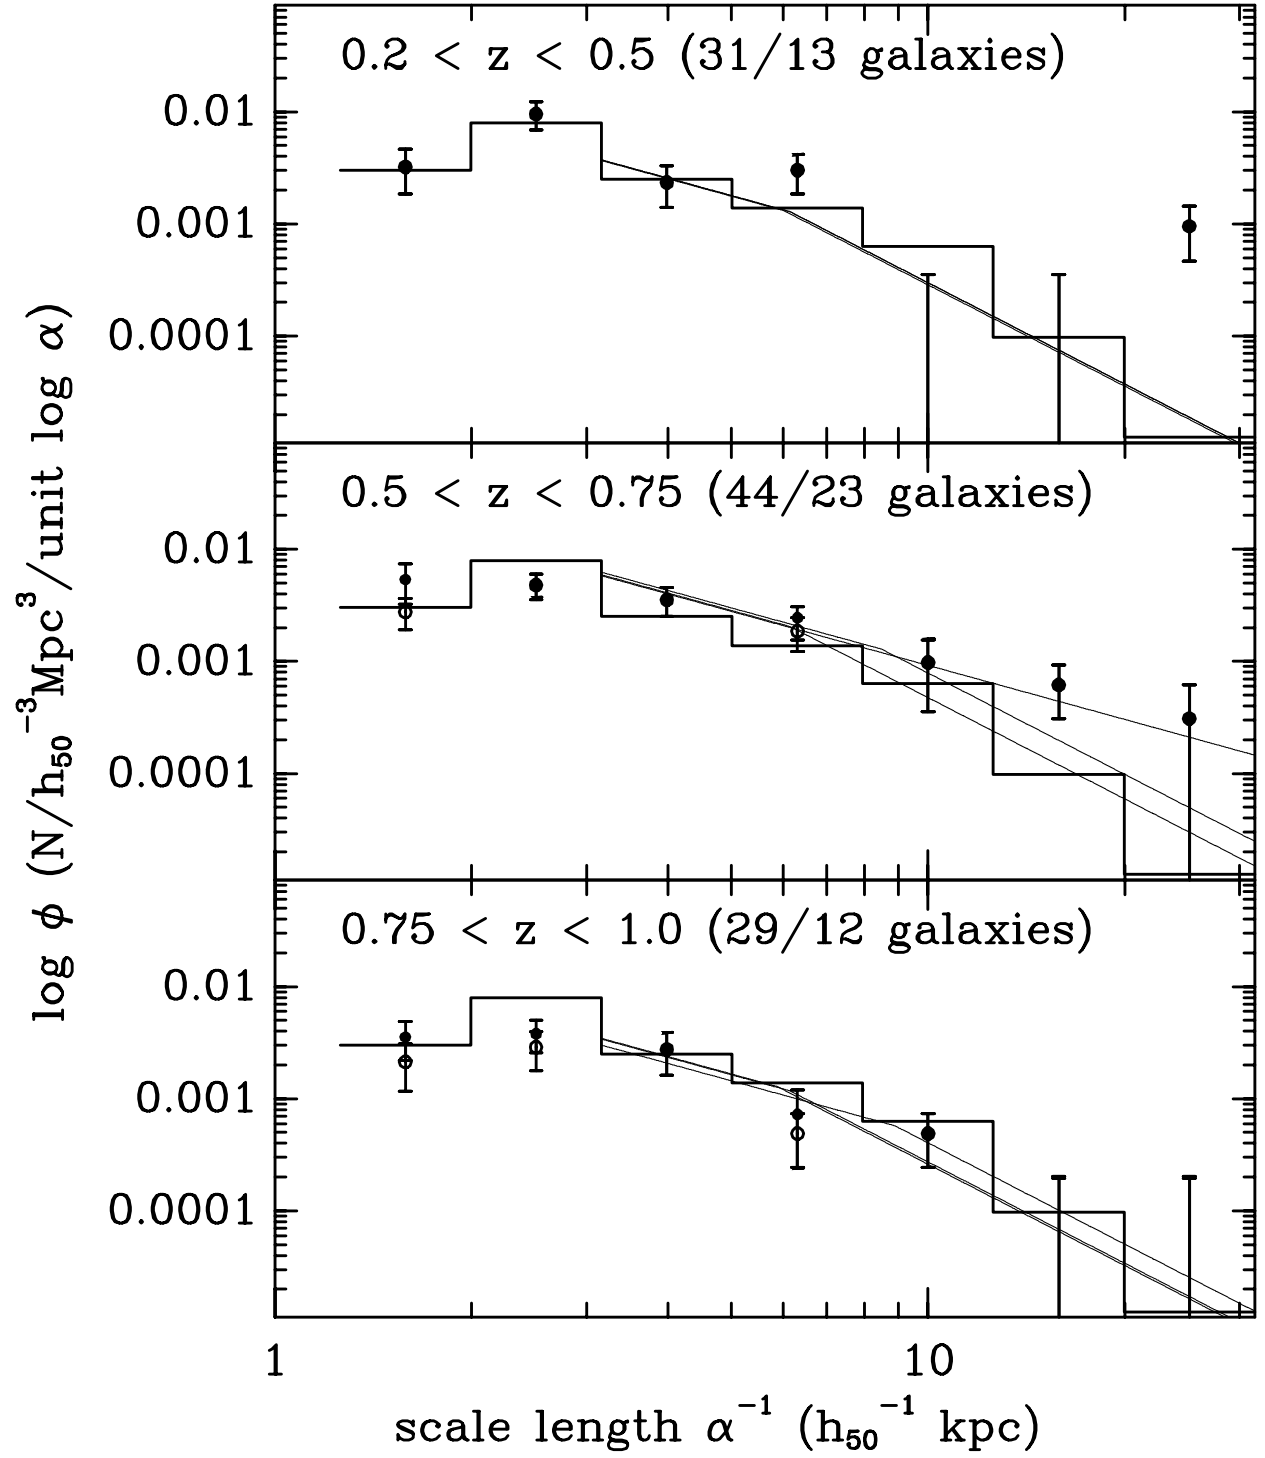 0.2 < z < 0.5 (31/13 galaxies)
0.01
0.001
0.0001
0.5 < z < 0.75 (44/23 galaxies)
0.01
0.001
0.0001
0.75 < z < 1.0 (29/12 galaxies)
0.01
0.001
0.0001
1 10
scale length α⁻¹ (h₅₀⁻¹ kpc)
log ϕ (N/h₅₀⁻³Mpc³/unit log α)